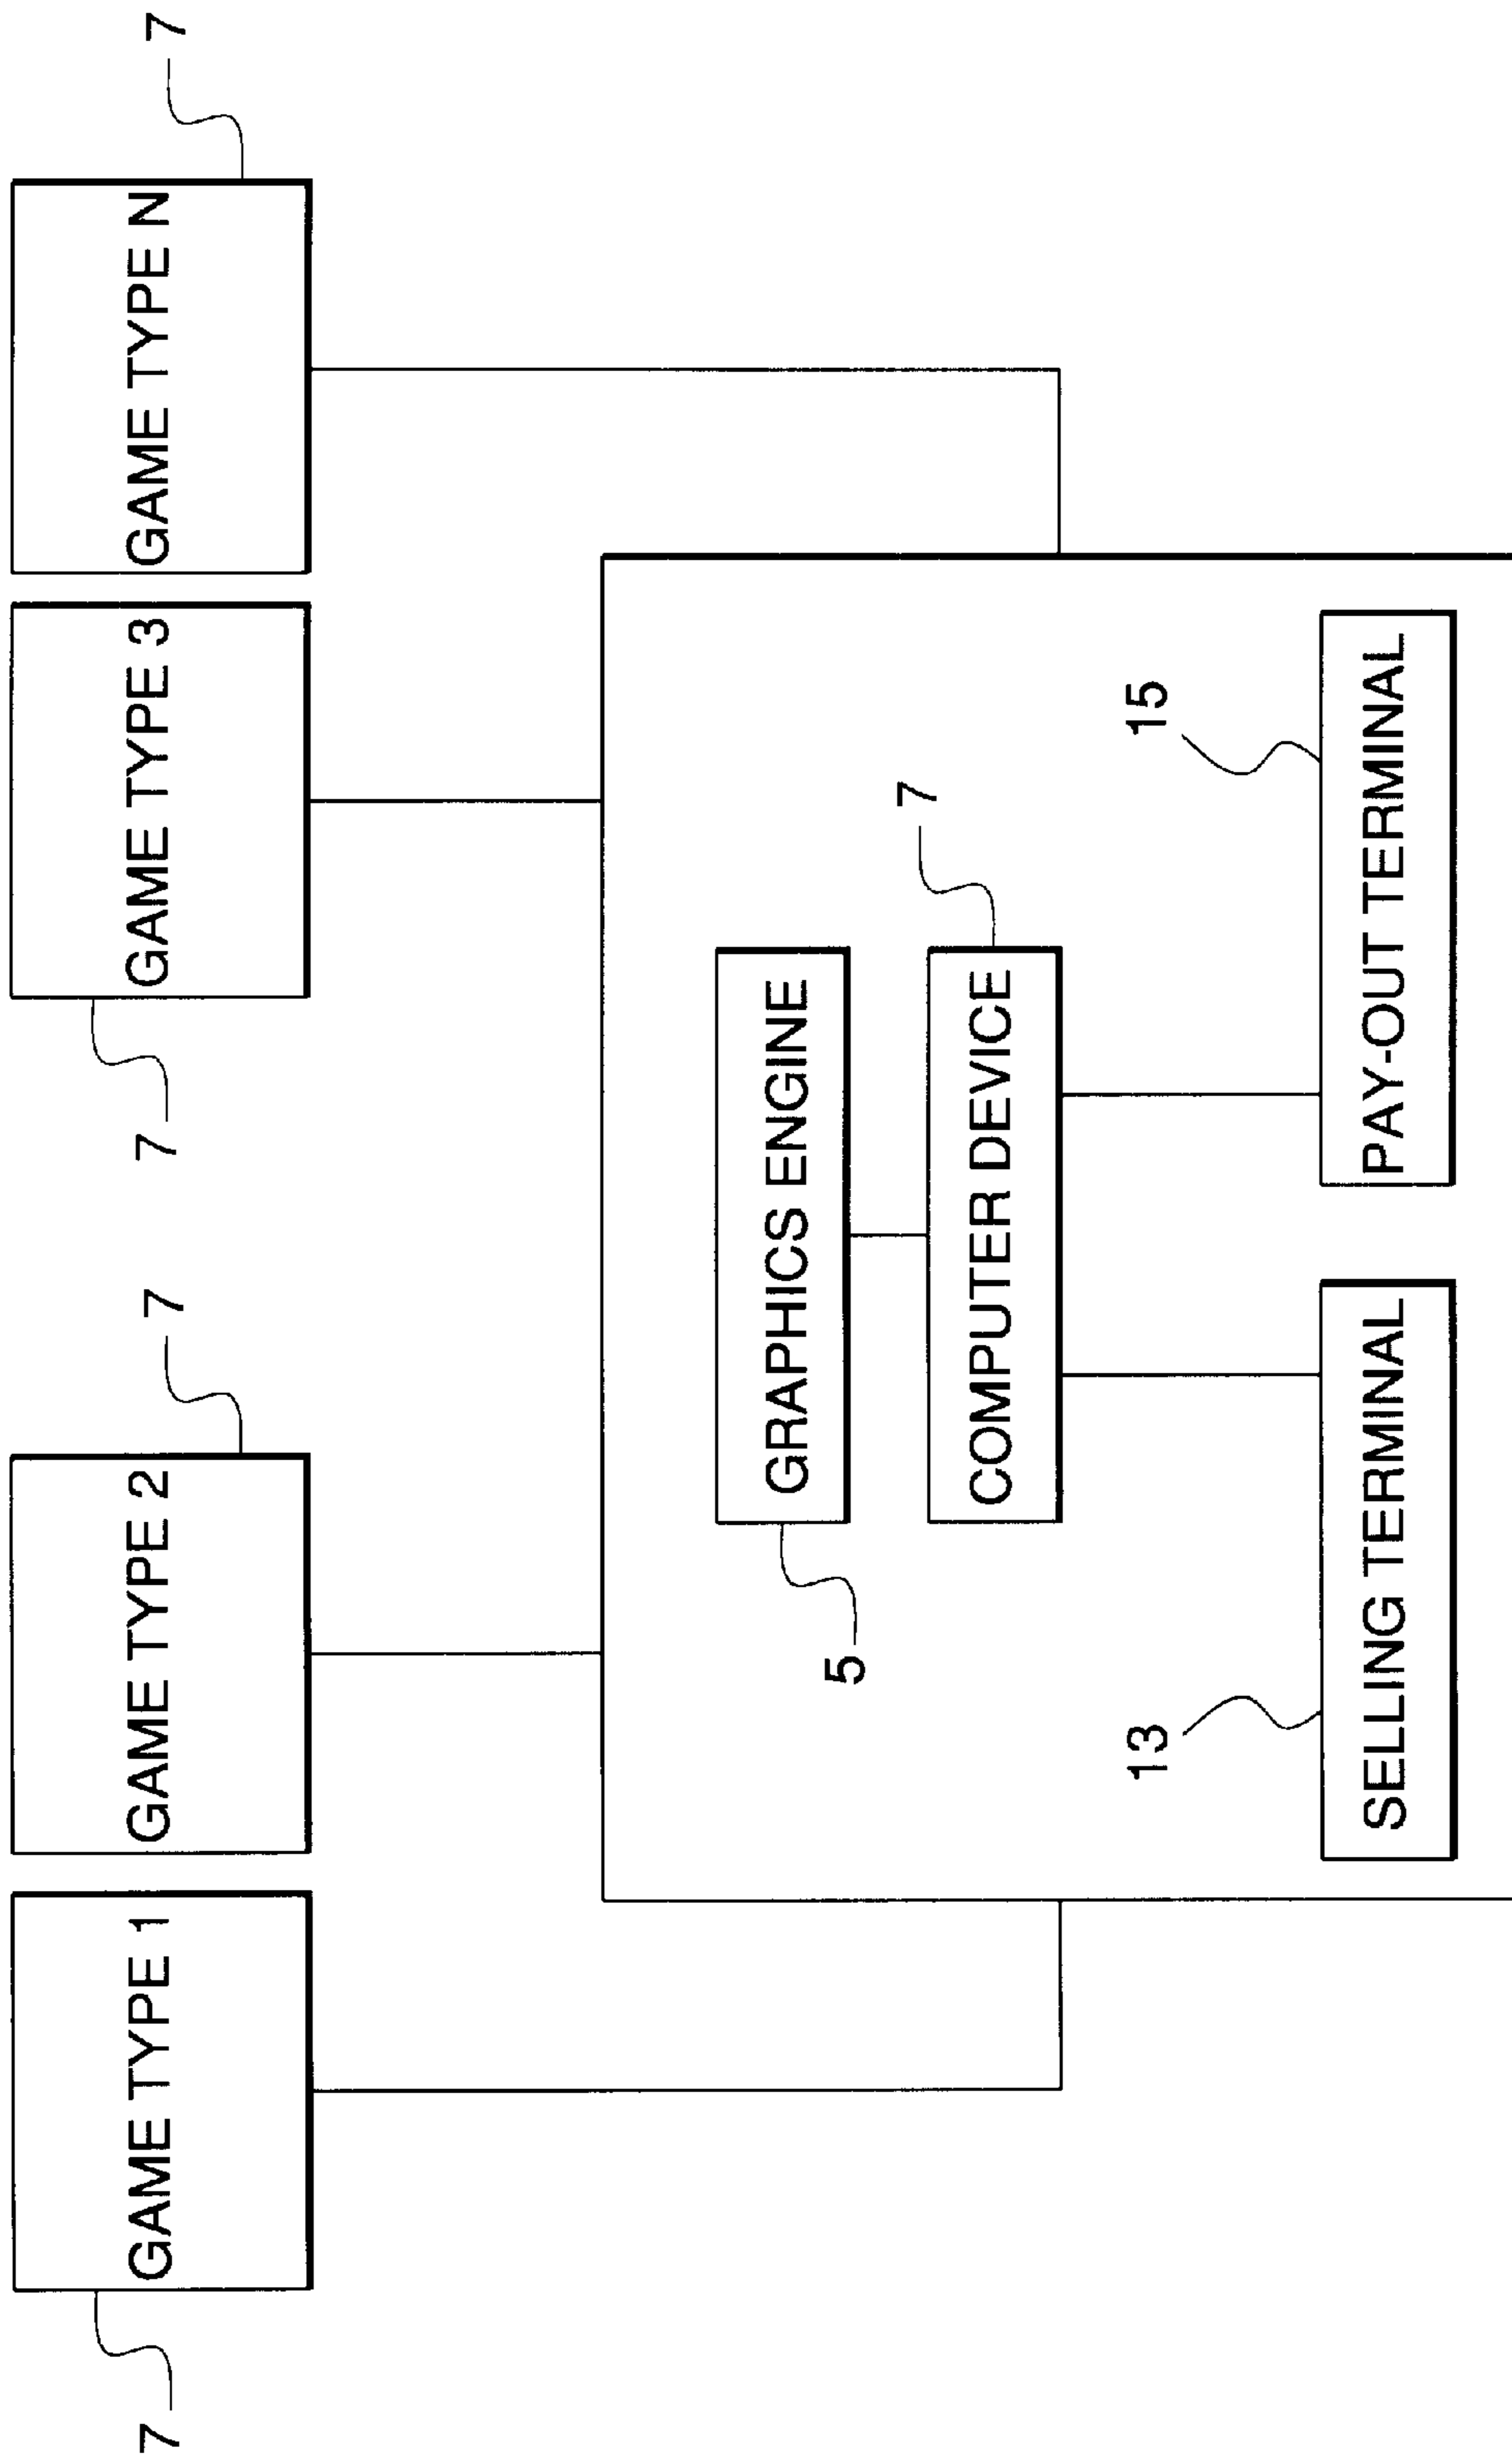 7
GAME TYPE 1
GAME TYPE 2
7
7
GAME TYPE 3
GAME TYPE N
7
GRAPHICS ENGINE
5
COMPUTER DEVICE
7
13
15
SELLING TERMINAL
PAY-OUT TERMINAL